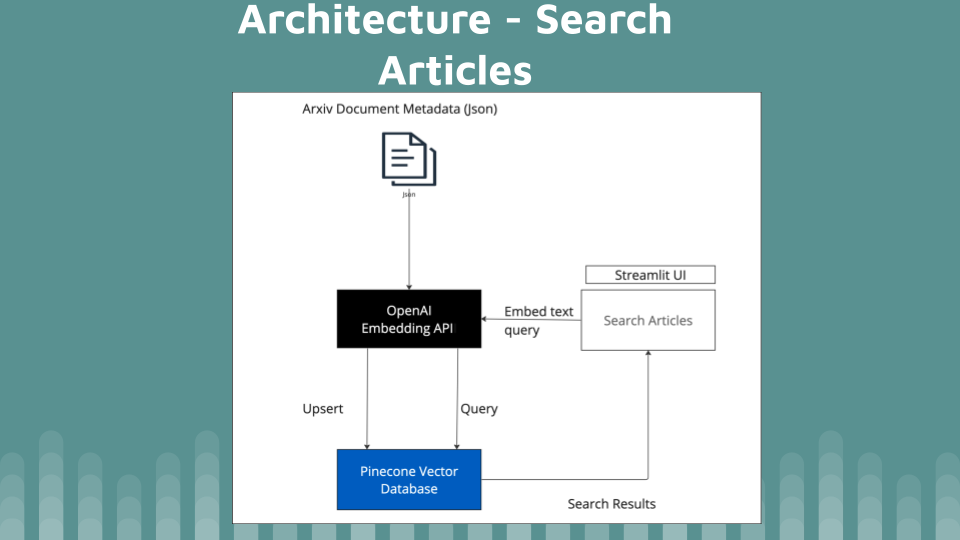 Architecture - Search
Articles
Arxiv Document Metadata (Json)
Json
Streamlit UI
OpenAI
Embedding API
Embed text
query
Search Articles
Upsert
Query
Pinecone Vector
Database
Search Results